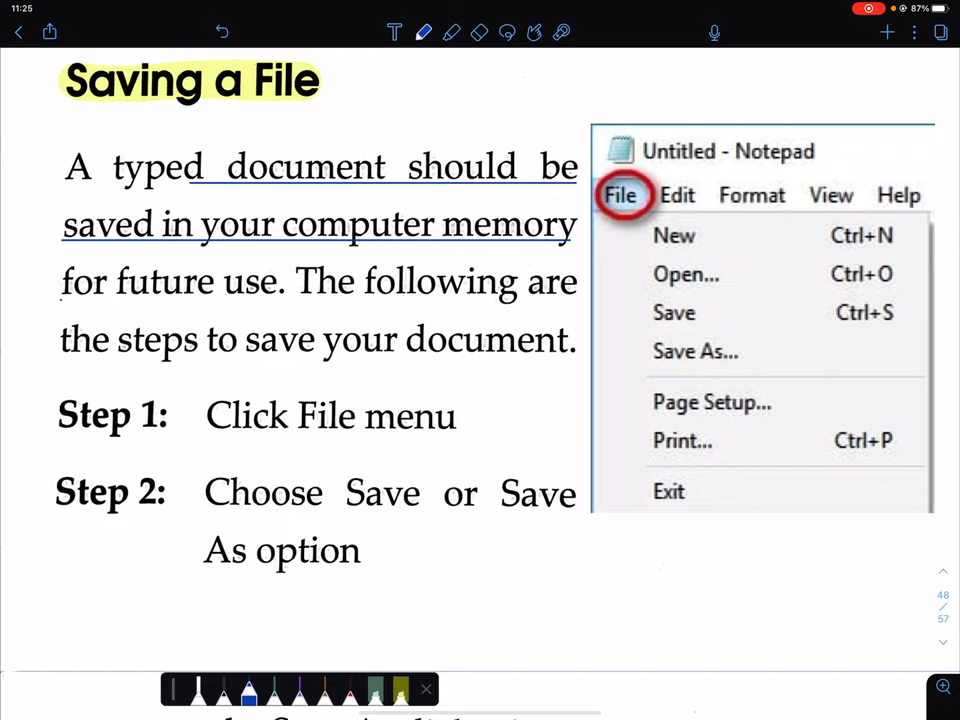 11:25
87%
Saving a File
A typed document should be
saved in your computer memory
for future use. The following are
the steps to save your document.
Step 1: Click File menu
Step 2: Choose Save or Save
As option
Untitled - Notepad
File Edit Format View Help
New Ctrl+N
Open... Ctrl+O
Save Ctrl+S
Save As...
Page Setup...
Print... Ctrl+P
Exit
48
/
57